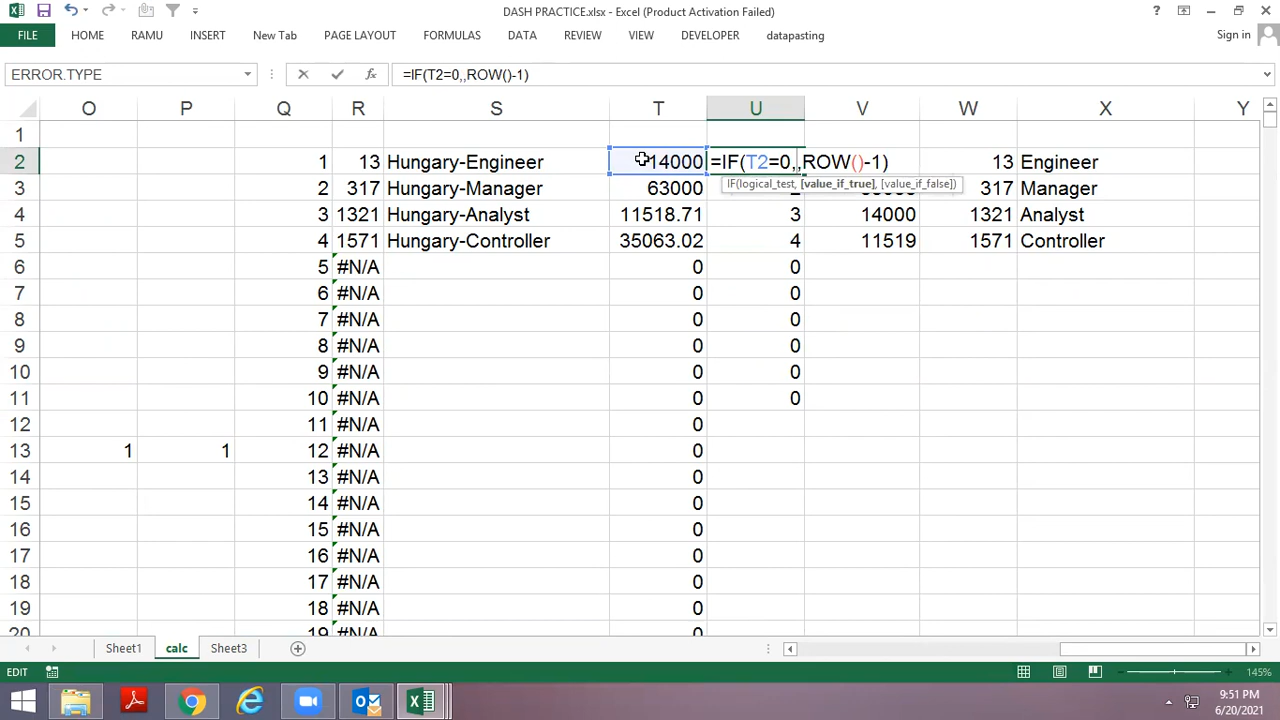 DASH PRACTICE.xlsx - Excel (Product Activation Failed)
FILE HOME RAMU INSERT New Tab PAGE LAYOUT FORMULAS DATA REVIEW VIEW DEVELOPER datapasting Sign in
ERROR.TYPE =IF(T2=0,,ROW()-1)
O P Q R S T U V W X Y
1
2 1 13 Hungary-Engineer 14000 =IF(T2=0,,ROW()-1) 13 Engineer
IF(logical_test, [value_if_true], [value_if_false])
3 2 317 Hungary-Manager 63000 317 Manager
4 3 1321 Hungary-Analyst 11518.71 3 14000 1321 Analyst
5 4 1571 Hungary-Controller 35063.02 4 11519 1571 Controller
6 5 #N/A 0 0
7 6 #N/A 0 0
8 7 #N/A 0 0
9 8 #N/A 0 0
10 9 #N/A 0 0
11 10 #N/A 0 0
12 11 #N/A 0
13 1 1 12 #N/A 0
14 13 #N/A 0
15 14 #N/A 0
16 15 #N/A 0
17 16 #N/A 0
18 17 #N/A 0
19 18 #N/A 0
20 19 #N/A 0
Sheet1 calc Sheet3
EDIT 145%
9:51 PM
6/20/2021